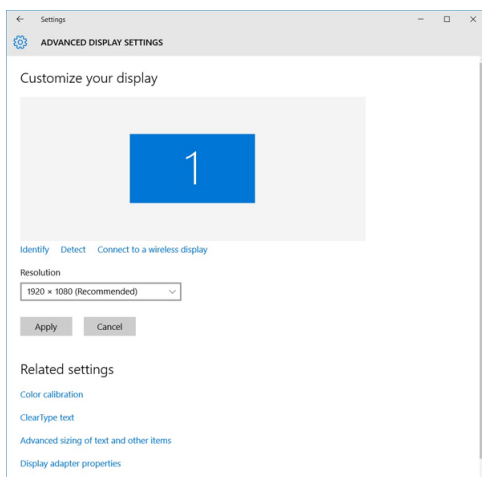 Settings
ADVANCED DISPLAY SETTINGS
Customize your display
1
Identify Detect Connect to a wireless display
Resolution
1920 × 1080 (Recommended)
Apply Cancel
Related settings
Color calibration
ClearType text
Advanced sizing of text and other items
Display adapter properties